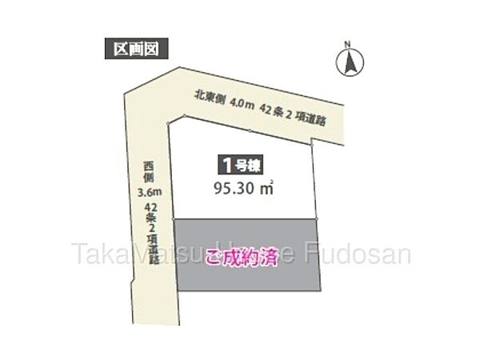 区画図
N
北東側 4.0m 42条2項道路
1号棟
95.30 ㎡
西側 3.6m 42条2項道路
ご成約済
TakaMatsu House Fudosan